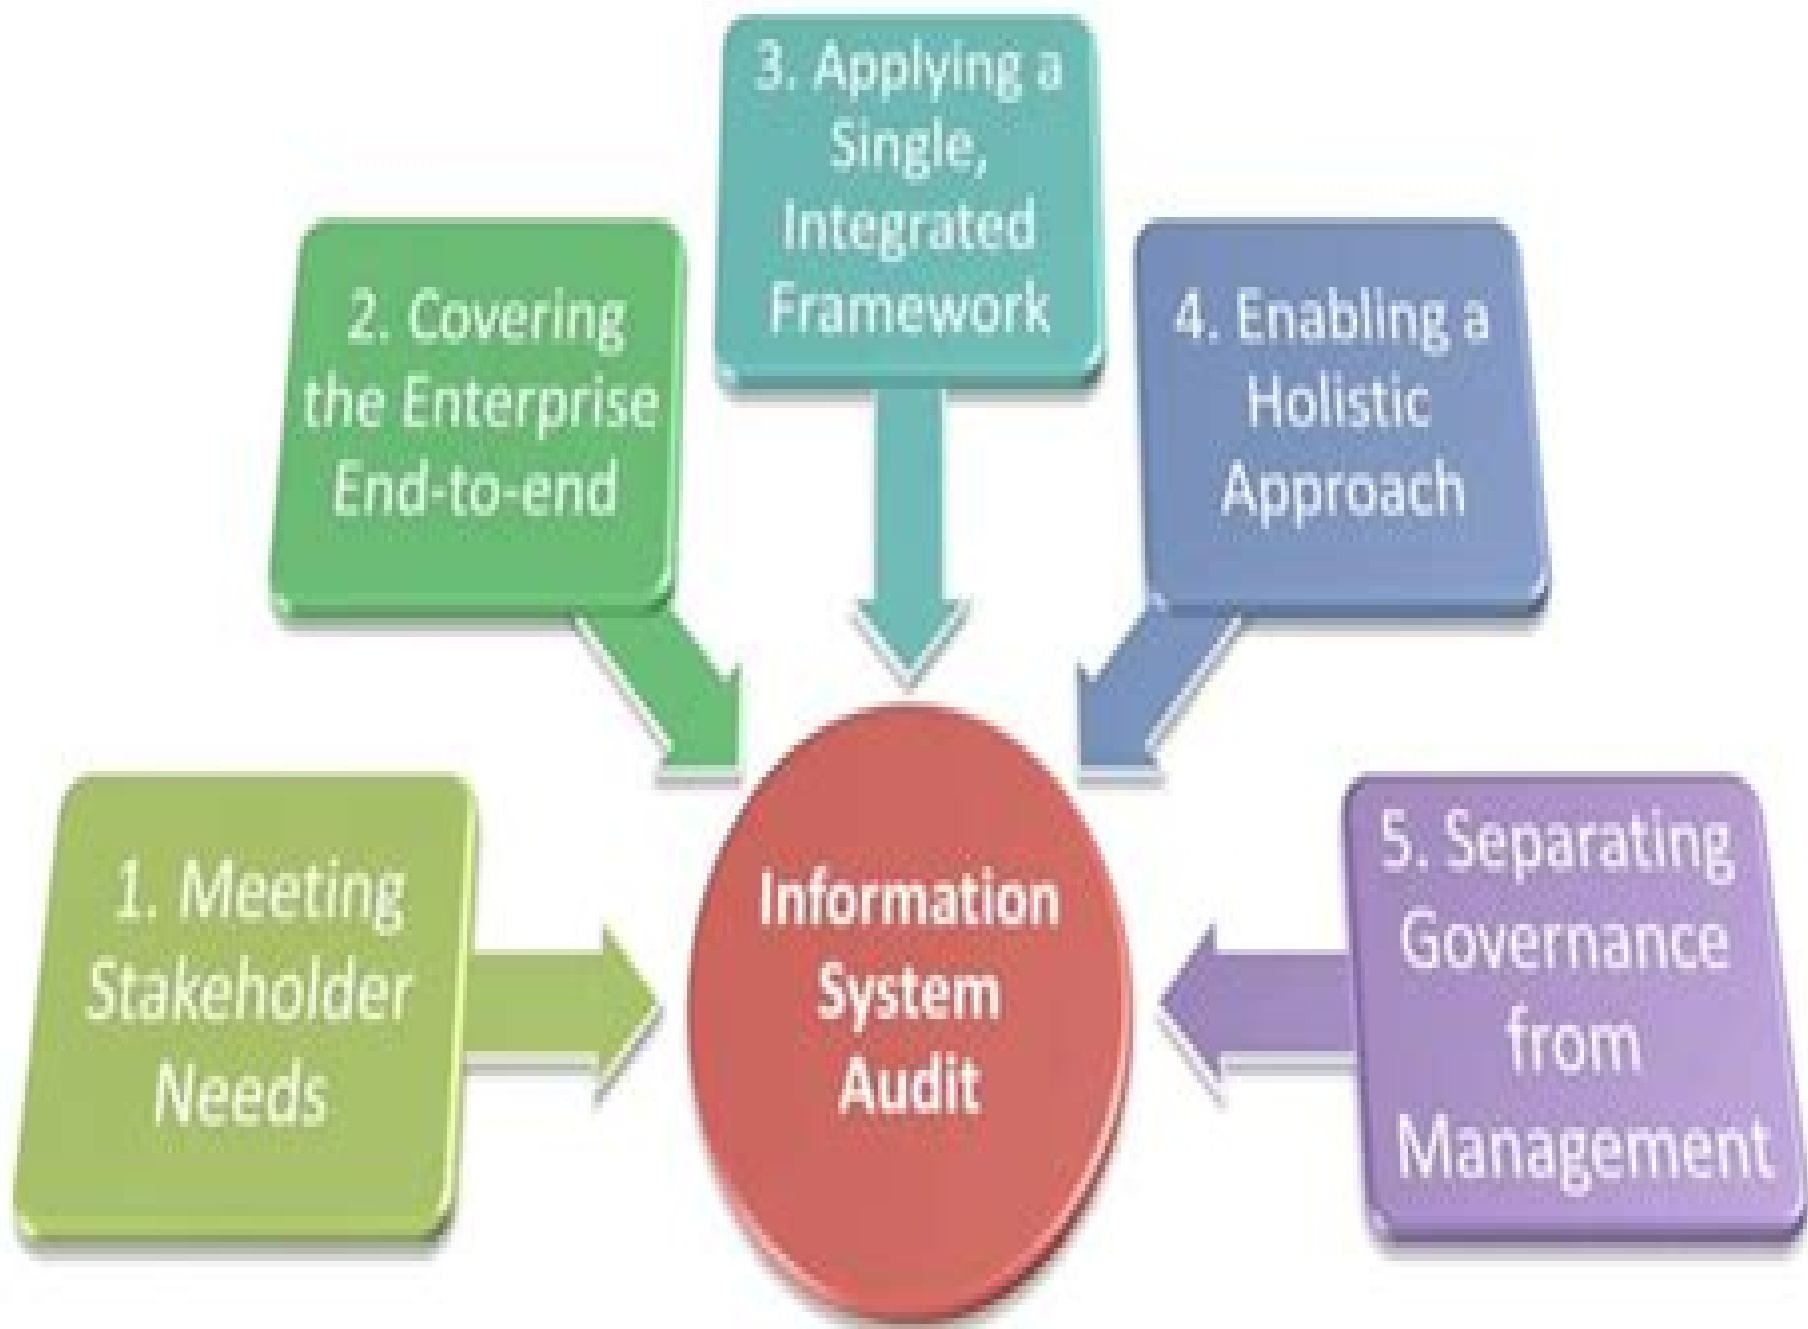 1. Meeting
Stakeholder
Needs
2. Covering
the Enterprise
End-to-end
3. Applying a
Single,
Integrated
Framework
4. Enabling a
Holistic
Approach
5. Separating
Governance
from
Management
Information
System
Audit